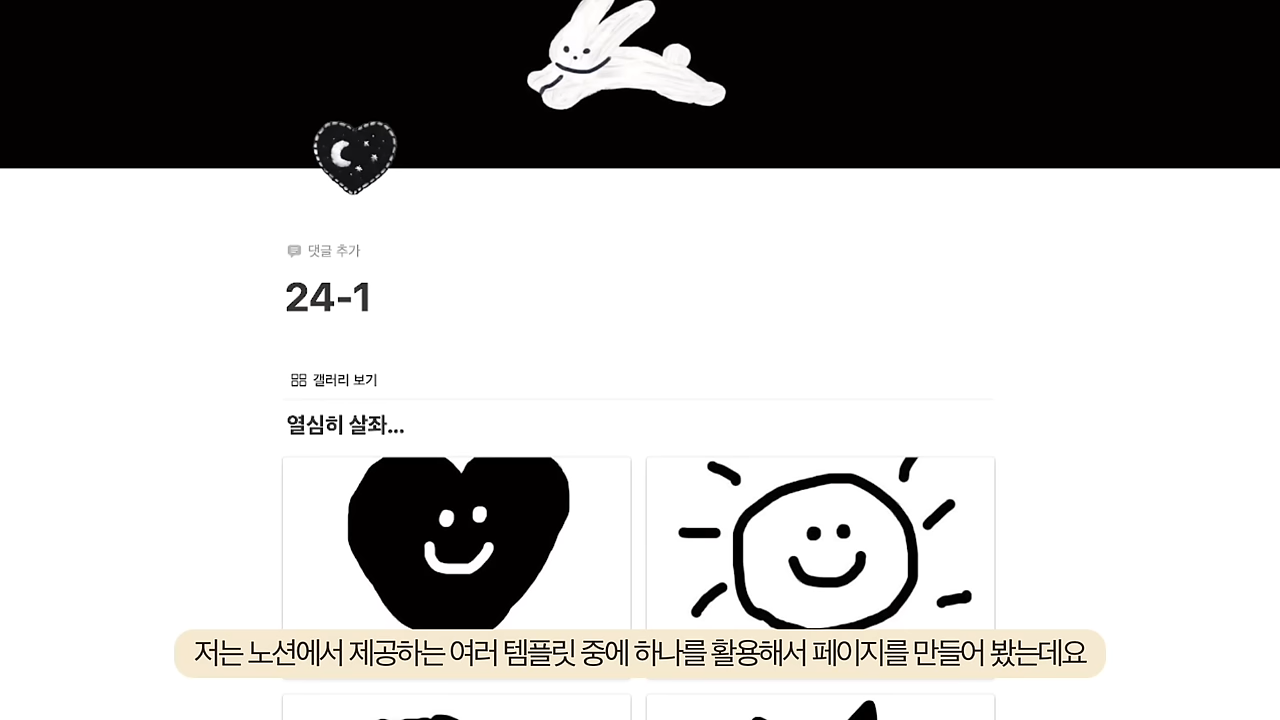 댓글 추가
24-1
갤러리 보기
열심히 살좌...
저는 노션에서 제공하는 여러 템플릿 중에 하나를 활용해서 페이지를 만들어 봤는데요